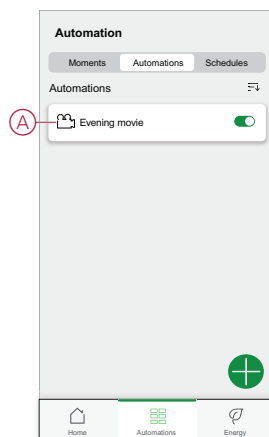 Automation
Moments Automations Schedules
Automations
A Evening movie
Home Automations Energy